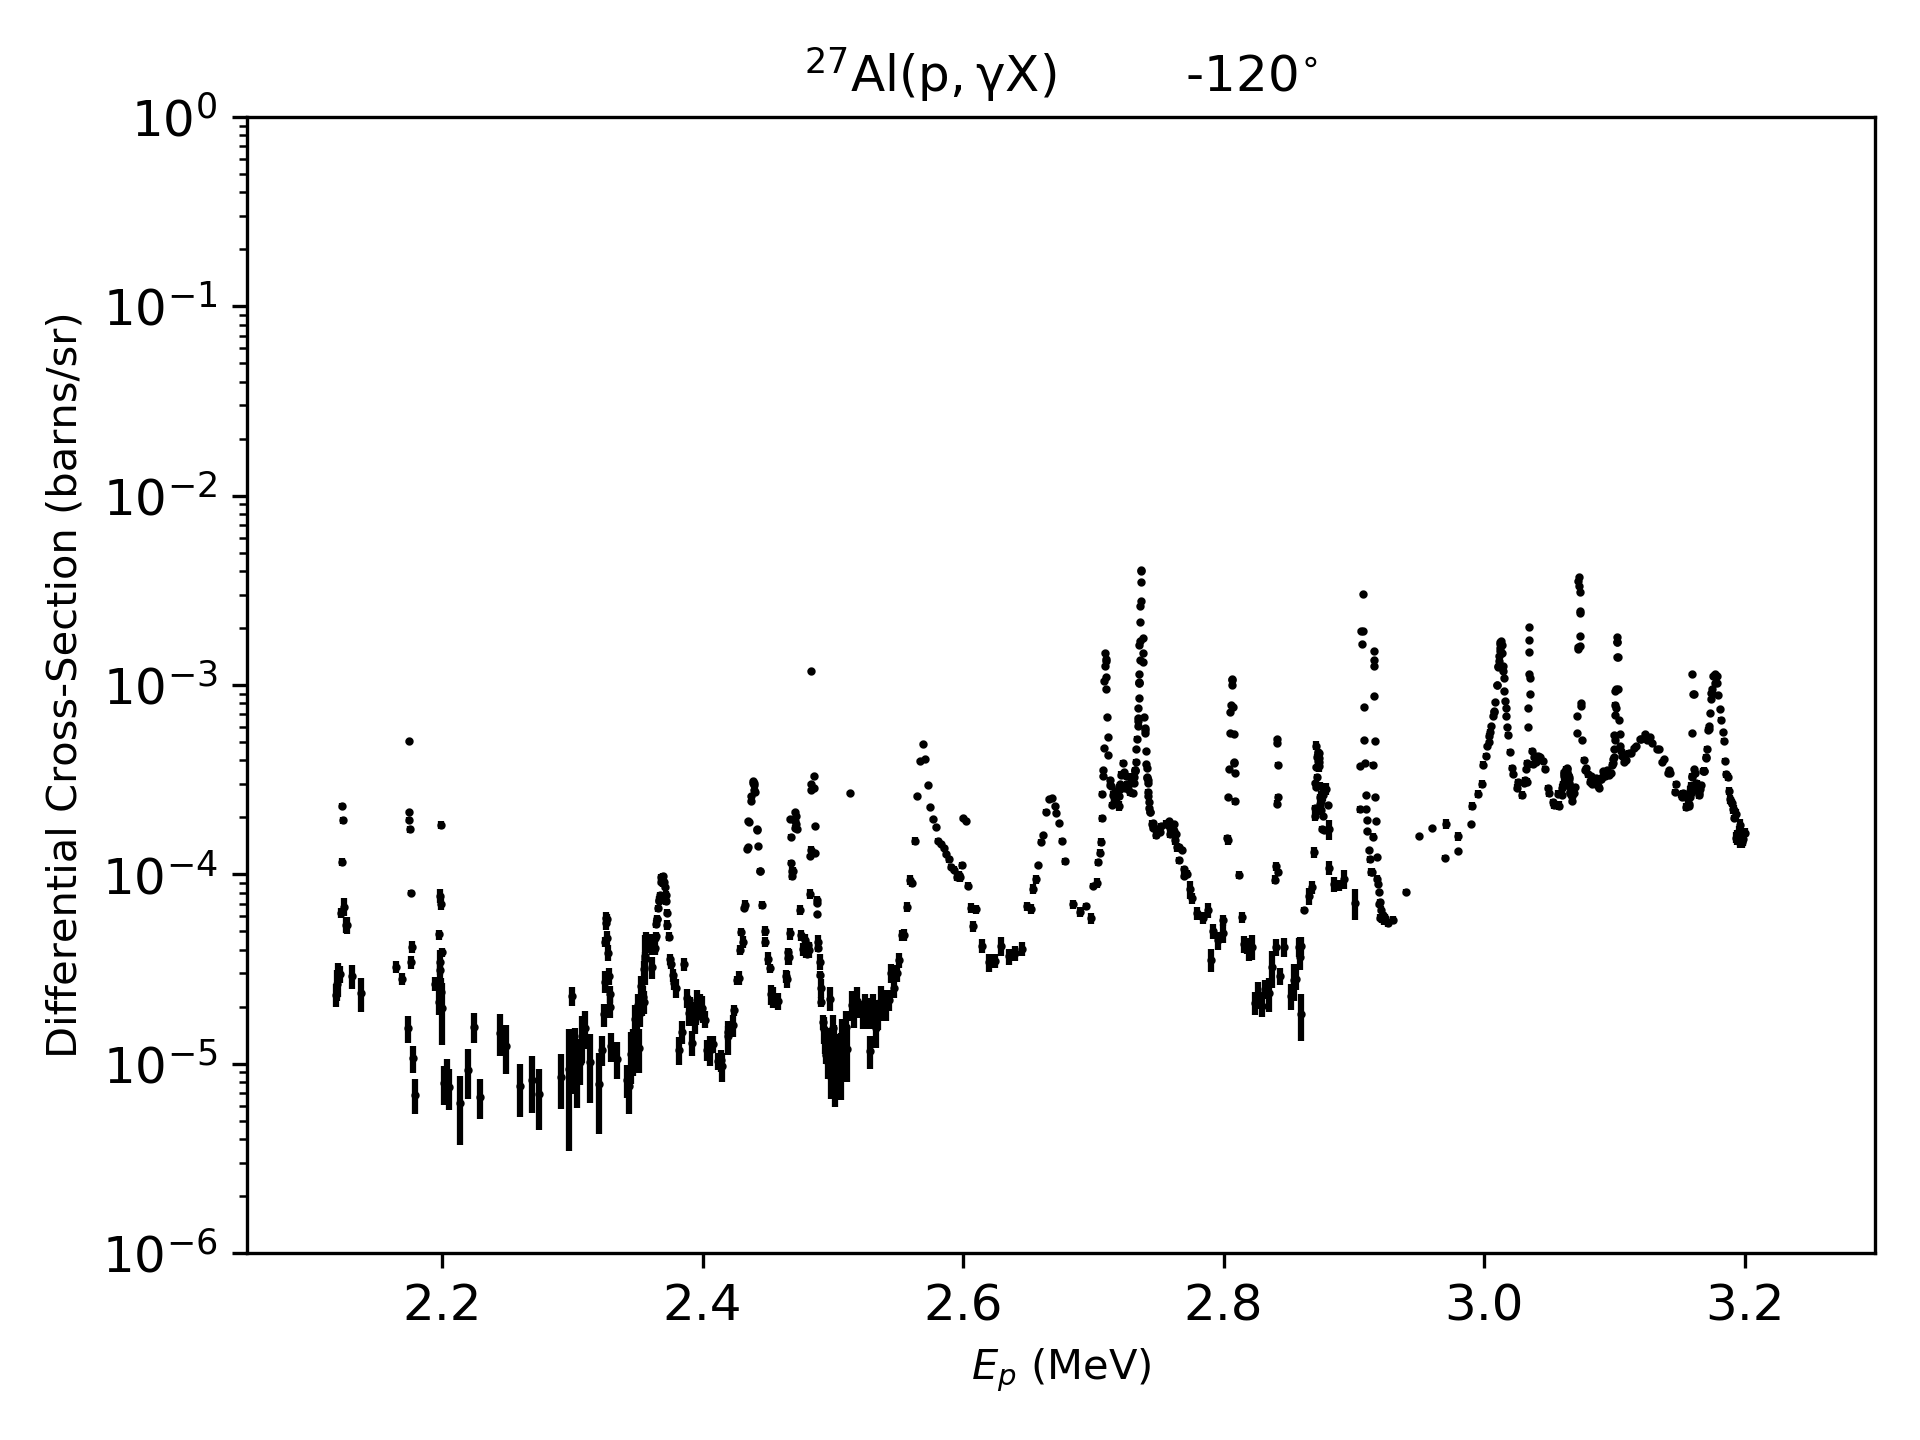 ²⁷Al(p, γX) -120°
Differential Cross-Section (barns/sr)
10⁰
10⁻¹
10⁻²
10⁻³
10⁻⁴
10⁻⁵
10⁻⁶
2.2 2.4 2.6 2.8 3.0 3.2
Eₚ (MeV)